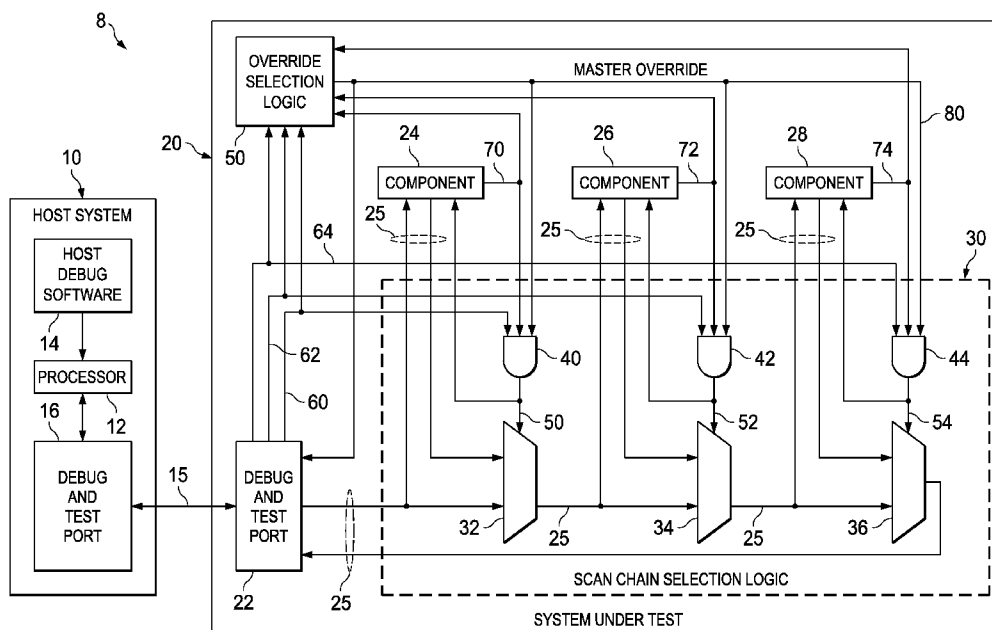 8
OVERRIDE
SELECTION
LOGIC
MASTER OVERRIDE
80
20
50
24
COMPONENT
70
26
COMPONENT
72
28
COMPONENT
74
10
HOST SYSTEM
HOST
DEBUG
SOFTWARE
14
PROCESSOR
12
16
DEBUG
AND
TEST
PORT
15
25
25
25
64
30
62
60
40
42
44
50
52
54
DEBUG
AND
TEST
PORT
22
25
32
25
34
25
36
SCAN CHAIN SELECTION LOGIC
SYSTEM UNDER TEST